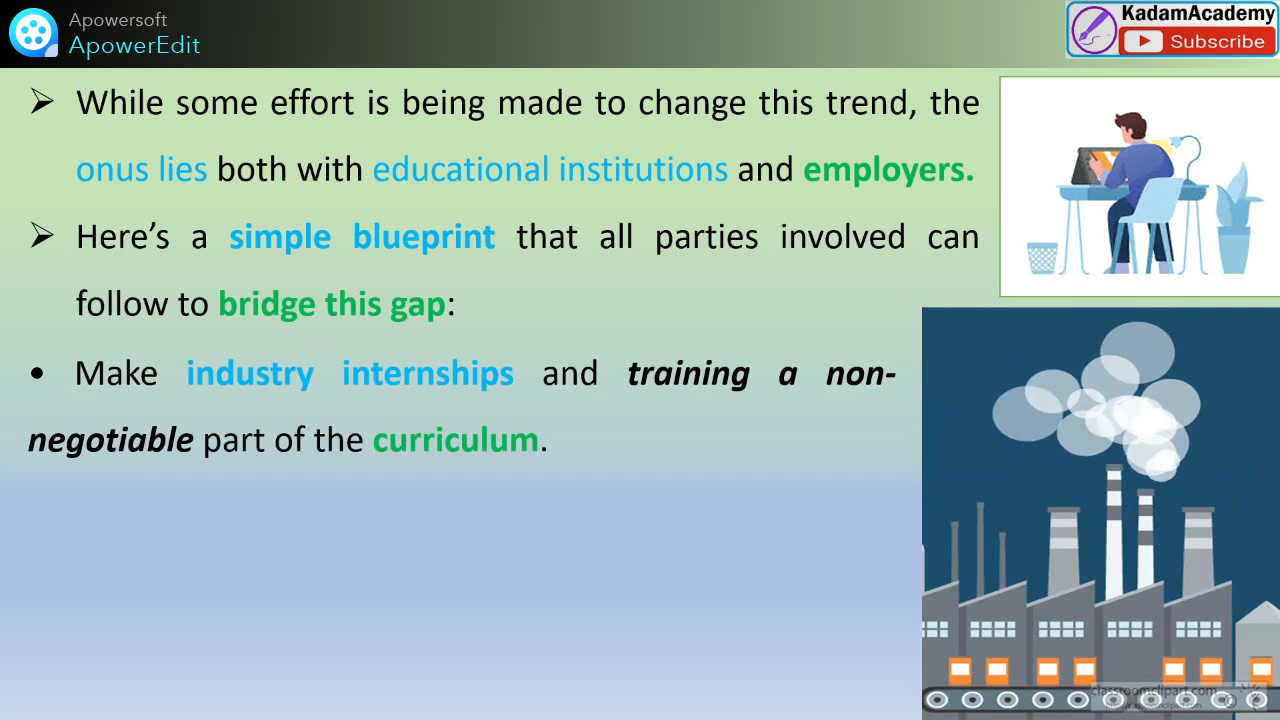 Apowersoft
ApowerEdit
KadamAcademy
Subscribe
➢ While some effort is being made to change this trend, the
onus lies both with educational institutions and employers.
➢ Here’s a simple blueprint that all parties involved can
follow to bridge this gap:
• Make industry internships and training a non-
negotiable part of the curriculum.
classroomclipart.com